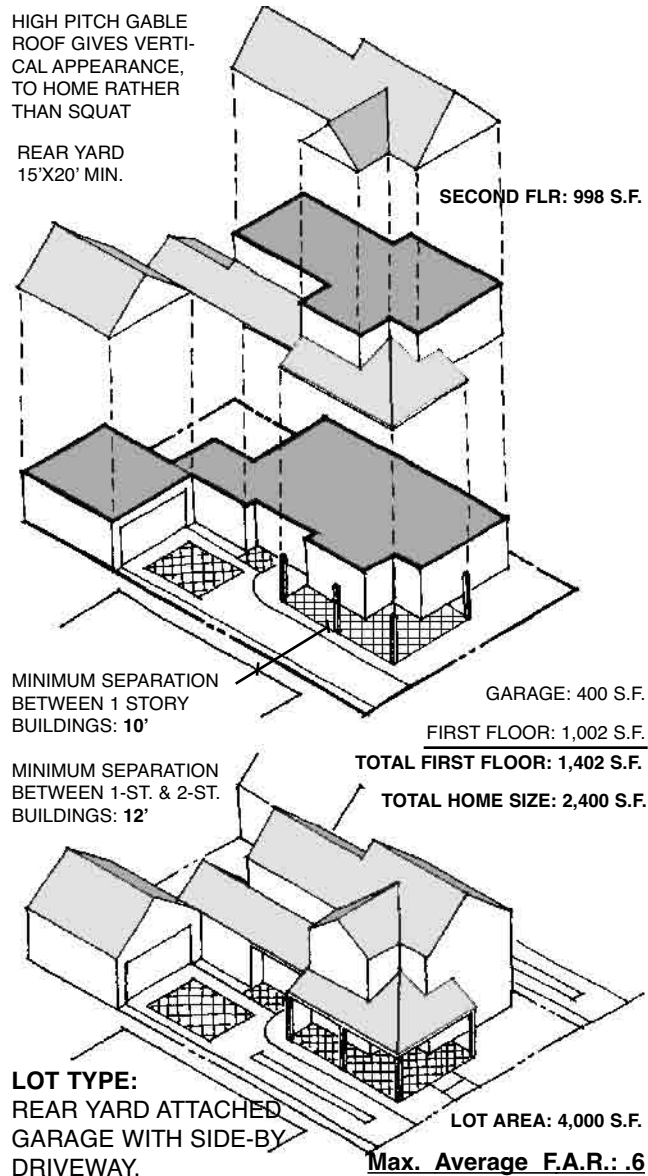 HIGH PITCH GABLE
ROOF GIVES VERTI-
CAL APPEARANCE,
TO HOME RATHER
THAN SQUAT
REAR YARD
15'X20' MIN.
SECOND FLR: 998 S.F.
MINIMUM SEPARATION
BETWEEN 1 STORY
BUILDINGS: 10'
GARAGE: 400 S.F.
FIRST FLOOR: 1,002 S.F.
TOTAL FIRST FLOOR: 1,402 S.F.
MINIMUM SEPARATION
BETWEEN 1-ST. & 2-ST.
BUILDINGS: 12'
TOTAL HOME SIZE: 2,400 S.F.
LOT TYPE:
REAR YARD ATTACHED
GARAGE WITH SIDE-BY
DRIVEWAY.
LOT AREA: 4,000 S.F.
Max. Average F.A.R.: .6